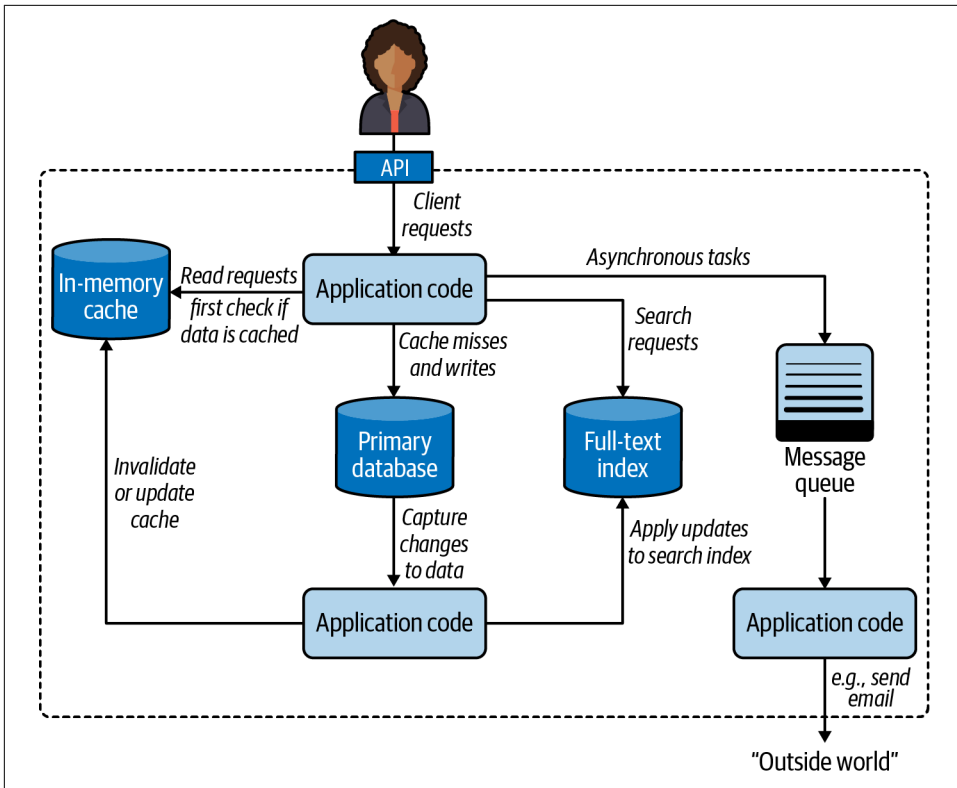 API
Client
requests
In-memory
cache
Read requests
first check if
data is cached
Application code
Asynchronous tasks
Cache misses
and writes
Search
requests
Primary
database
Full-text
index
Message
queue
Invalidate
or update
cache
Capture
changes
to data
Apply updates
to search index
Application code
Application code
e.g., send
email
“Outside world”